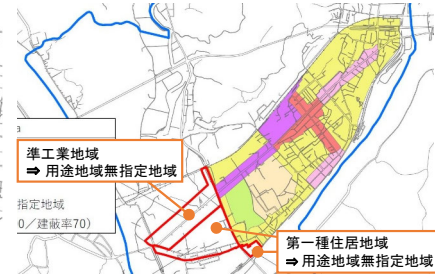 a
準工業地域
⇒ 用途地域無指定地域
指定地域
0／建蔽率70）
第一種住居地域
⇒ 用途地域無指定地域